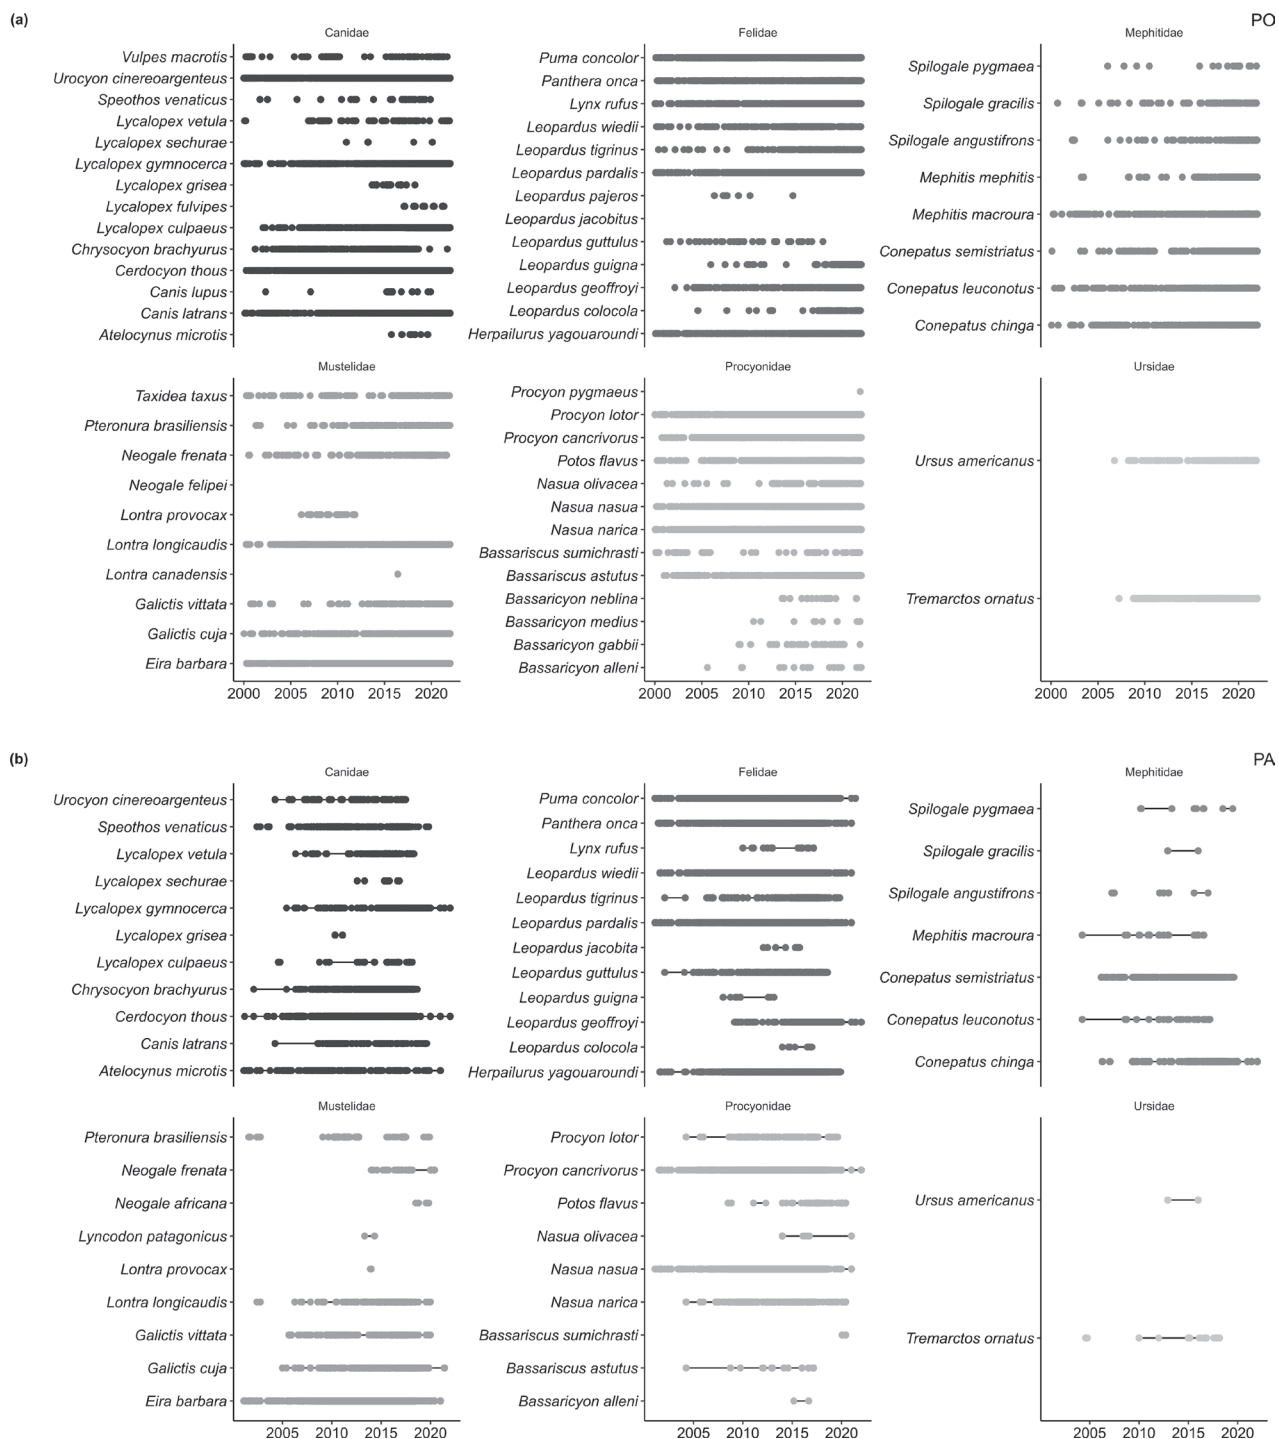 (a)
PO
Canidae
Vulpes macrotis
Urocyon cinereoargenteus
Speothos venaticus
Lycalopex vetula
Lycalopex sechurae
Lycalopex gymnocerca
Lycalopex grisea
Lycalopex fulvipes
Lycalopex culpaeus
Chrysocyon brachyurus
Cerdocyon thous
Canis lupus
Canis latrans
Atelocynus microtis
Felidae
Puma concolor
Panthera onca
Lynx rufus
Leopardus wiedii
Leopardus tigrinus
Leopardus pardalis
Leopardus pajeros
Leopardus jacobitus
Leopardus guttulus
Leopardus guigna
Leopardus geoffroyi
Leopardus colocola
Herpailurus yagouaroundi
Mephitidae
Spilogale pygmaea
Spilogale gracilis
Spilogale angustifrons
Mephitis mephitis
Mephitis macroura
Conepatus semistriatus
Conepatus leuconotus
Conepatus chinga
Mustelidae
Taxidea taxus
Pteronura brasiliensis
Neogale frenata
Neogale felipei
Lontra provocax
Lontra longicaudis
Lontra canadensis
Galictis vittata
Galictis cuja
Eira barbara
2000 2005 2010 2015 2020
Procyonidae
Procyon pygmaeus
Procyon lotor
Procyon cancrivorus
Potos flavus
Nasua olivacea
Nasua nasua
Nasua narica
Bassariscus sumichrasti
Bassariscus astutus
Bassaricyon neblina
Bassaricyon medius
Bassaricyon gabbii
Bassaricyon alleni
2000 2005 2010 2015 2020
Ursidae
Ursus americanus
Tremarctos ornatus
2000 2005 2010 2015 2020
(b)
PA
Canidae
Urocyon cinereoargenteus
Speothos venaticus
Lycalopex vetula
Lycalopex sechurae
Lycalopex gymnocerca
Lycalopex grisea
Lycalopex culpaeus
Chrysocyon brachyurus
Cerdocyon thous
Canis latrans
Atelocynus microtis
Felidae
Puma concolor
Panthera onca
Lynx rufus
Leopardus wiedii
Leopardus tigrinus
Leopardus pardalis
Leopardus jacobita
Leopardus guttulus
Leopardus guigna
Leopardus geoffroyi
Leopardus colocola
Herpailurus yagouaroundi
Mephitidae
Spilogale pygmaea
Spilogale gracilis
Spilogale angustifrons
Mephitis macroura
Conepatus semistriatus
Conepatus leuconotus
Conepatus chinga
Mustelidae
Pteronura brasiliensis
Neogale frenata
Neogale africana
Lyncodon patagonicus
Lontra provocax
Lontra longicaudis
Galictis vittata
Galictis cuja
Eira barbara
2005 2010 2015 2020
Procyonidae
Procyon lotor
Procyon cancrivorus
Potos flavus
Nasua olivacea
Nasua nasua
Nasua narica
Bassariscus sumichrasti
Bassariscus astutus
Bassaricyon alleni
2005 2010 2015 2020
Ursidae
Ursus americanus
Tremarctos ornatus
2005 2010 2015 2020